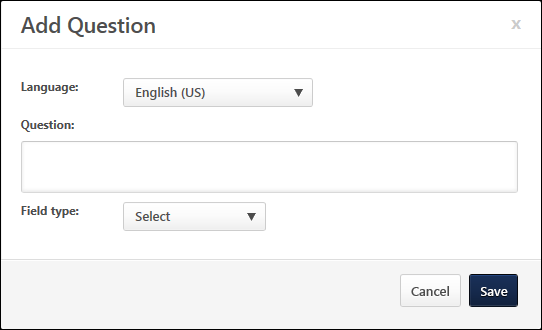 Add Question
x
Language:
English (US)
Question:
Field type:
Select
Cancel
Save